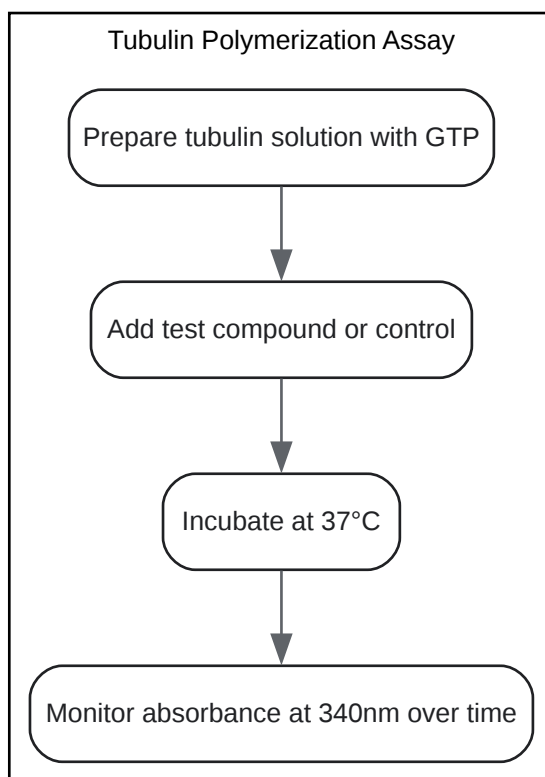 Tubulin Polymerization Assay
Prepare tubulin solution with GTP
Add test compound or control
Incubate at 37°C
Monitor absorbance at 340nm over time